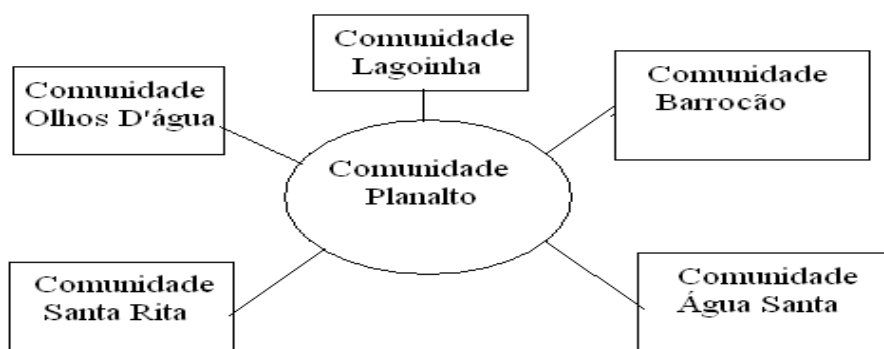 Comunidade
Lagoinha
Comunidade
Olhos D'água
Comunidade
Barrocão
Comunidade
Planalto
Comunidade
Santa Rita
Comunidade
Água Santa